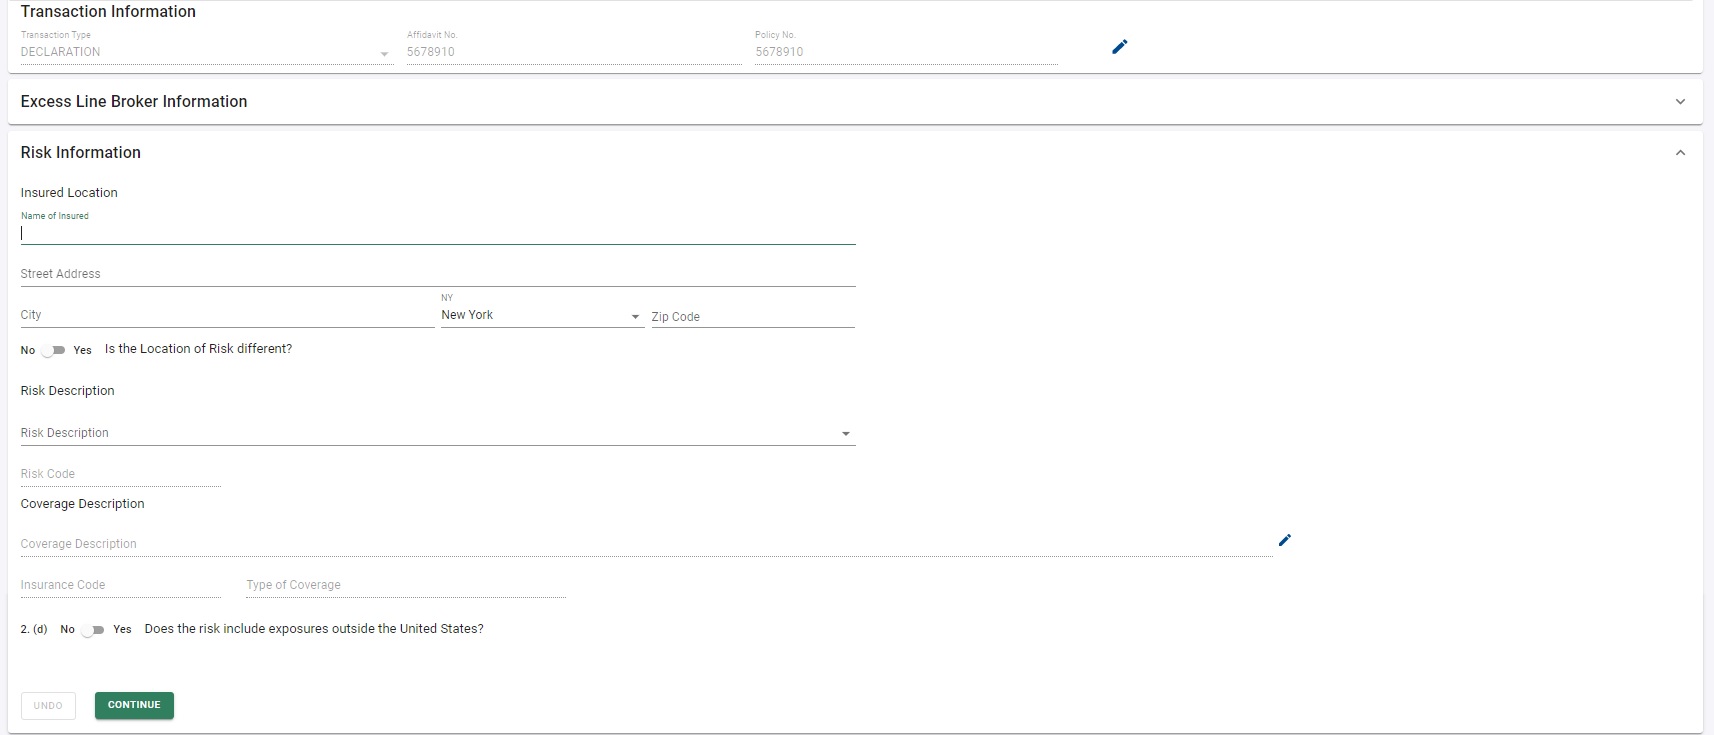 Transaction Information
Transaction Type
DECLARATION
Affidavit No.
5678910
Policy No.
5678910
Excess Line Broker Information
Risk Information
Insured Location
Name of Insured
Street Address
City
NY
New York
Zip Code
No Yes Is the Location of Risk different?
Risk Description
Risk Description
Risk Code
Coverage Description
Coverage Description
Insurance Code
Type of Coverage
2. (d) No Yes Does the risk include exposures outside the United States?
UNDO
CONTINUE